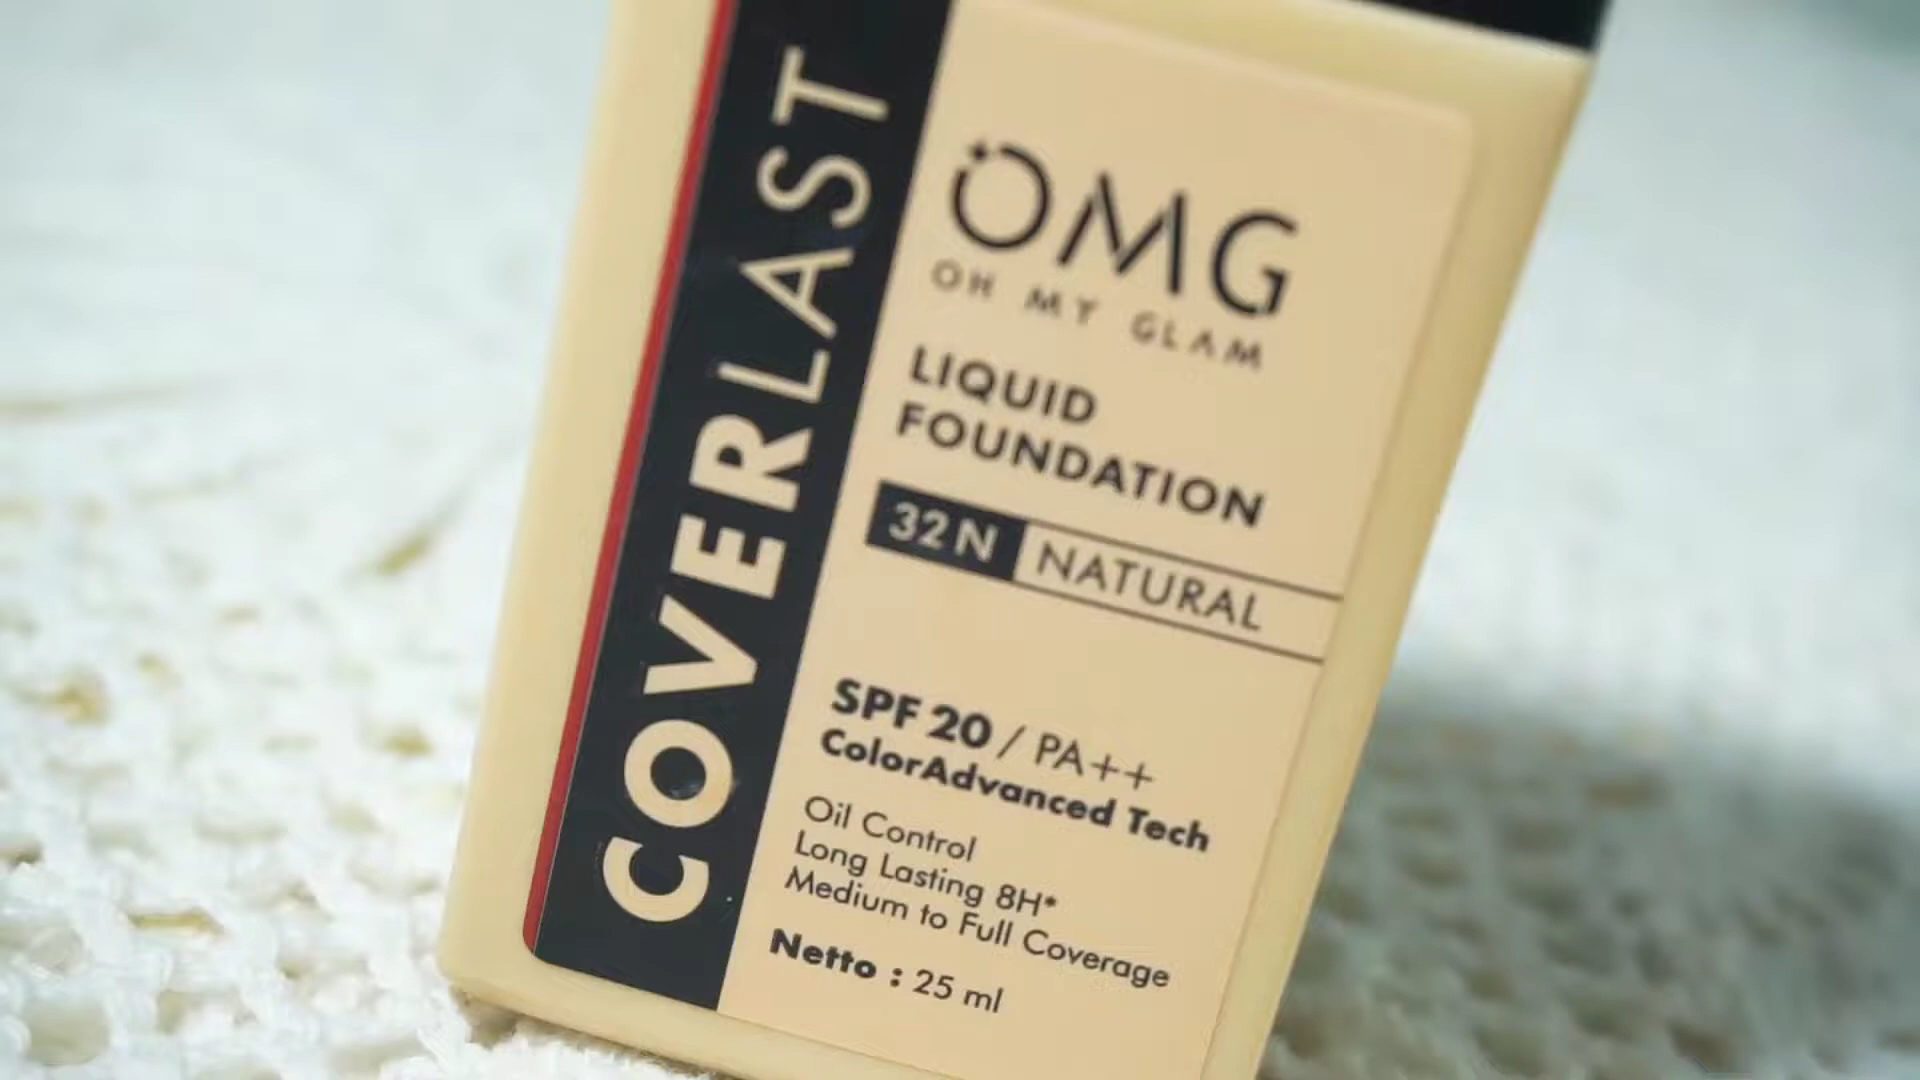 COVERLAST
OMG
OH MY GLAM
LIQUID
FOUNDATION
32N NATURAL
SPF 20 / PA++
ColorAdvanced Tech
Oil Control
Long Lasting 8H*
Medium to Full Coverage
Netto : 25 ml